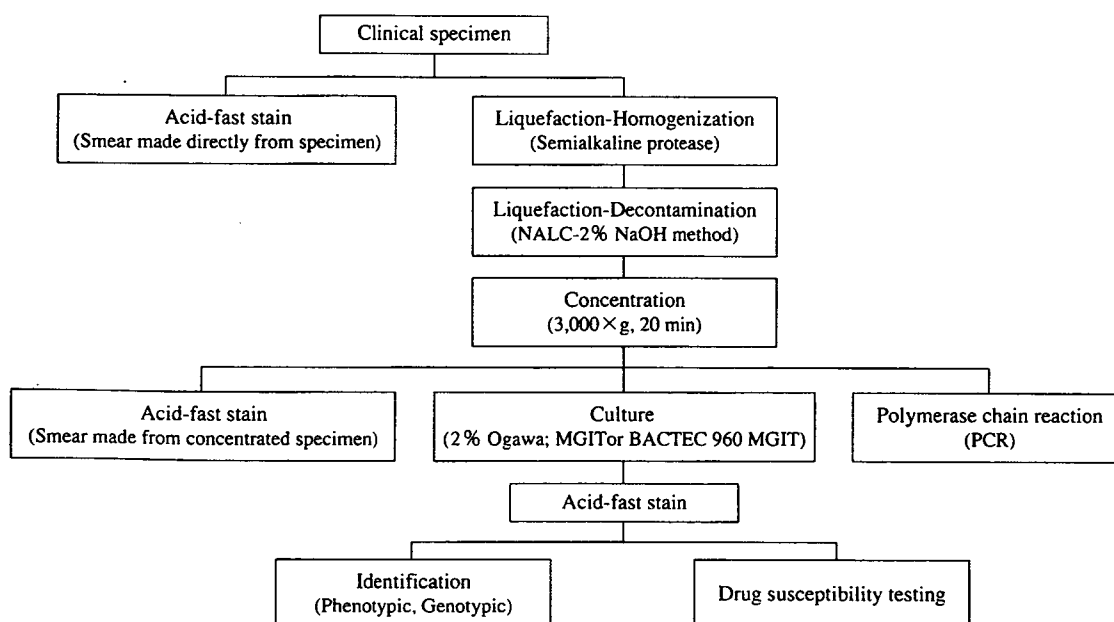 Clinical specimen
Acid-fast stain
(Smear made directly from specimen)
Liquefaction-Homogenization
(Semialkaline protease)
Liquefaction-Decontamination
(NALC-2% NaOH method)
Concentration
(3,000×g, 20 min)
Acid-fast stain
(Smear made from concentrated specimen)
Culture
(2% Ogawa; MGITor BACTEC 960 MGIT)
Polymerase chain reaction
(PCR)
Acid-fast stain
Identification
(Phenotypic, Genotypic)
Drug susceptibility testing